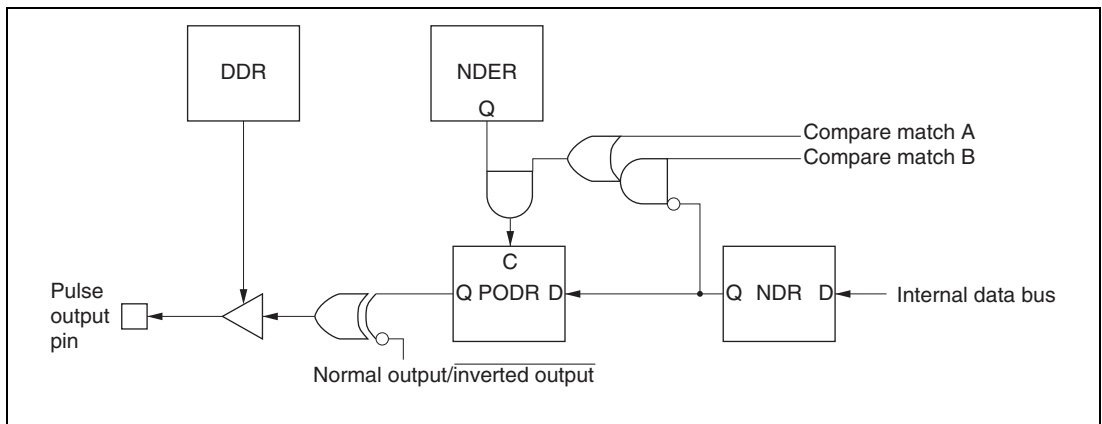 DDR
NDER
Q
Compare match A
Compare match B
C
Q PODR D
Q NDR D
Internal data bus
Pulse
output
pin
Normal output/inverted output